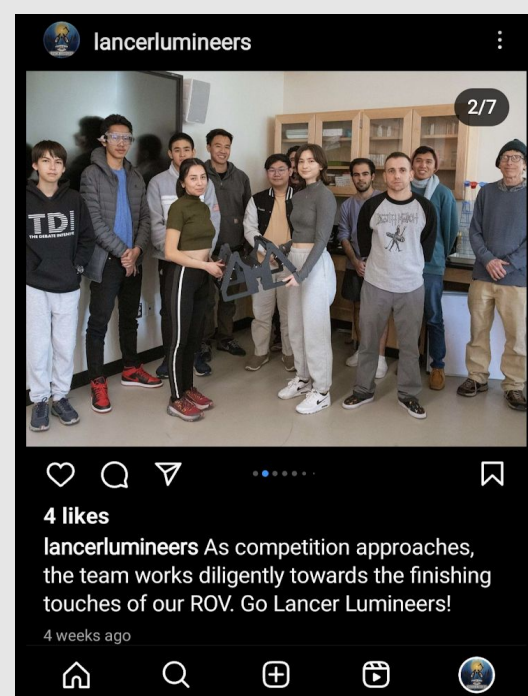 lancerlumineers
2/7
TDI
THE DEBATE INTENSIVE
4 likes
lancerlumineers As competition approaches,
the team works diligently towards the finishing
touches of our ROV. Go Lancer Lumineers!
4 weeks ago